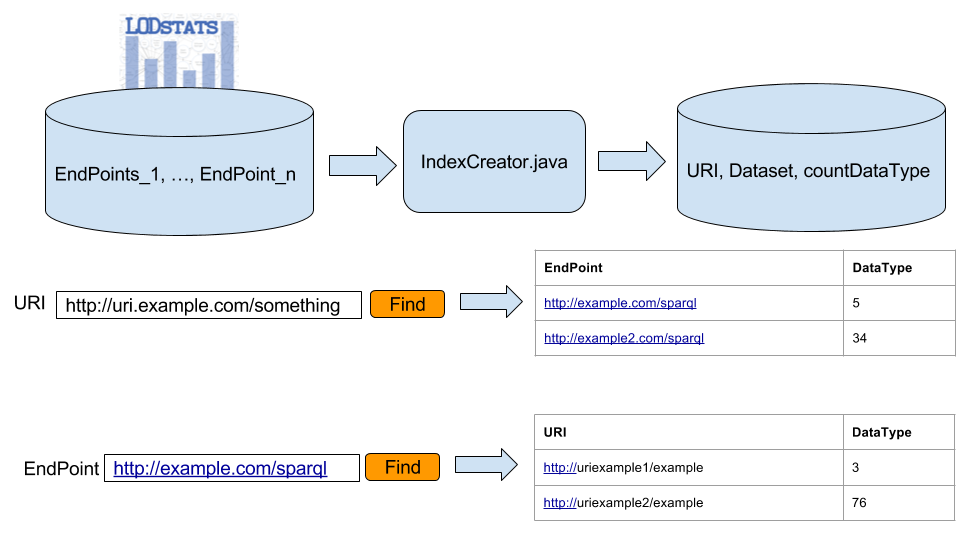 LODSTATS
EndPoints_1, ..., EndPoint_n
IndexCreator.java
URI, Dataset, countDataType
URI
http://uri.example.com/something
Find
EndPoint DataType
http://example.com/sparql 5
http://example2.com/sparql 34
EndPoint
http://example.com/sparql
Find
URI DataType
http://uriexample1/example 3
http://uriexample2/example 76